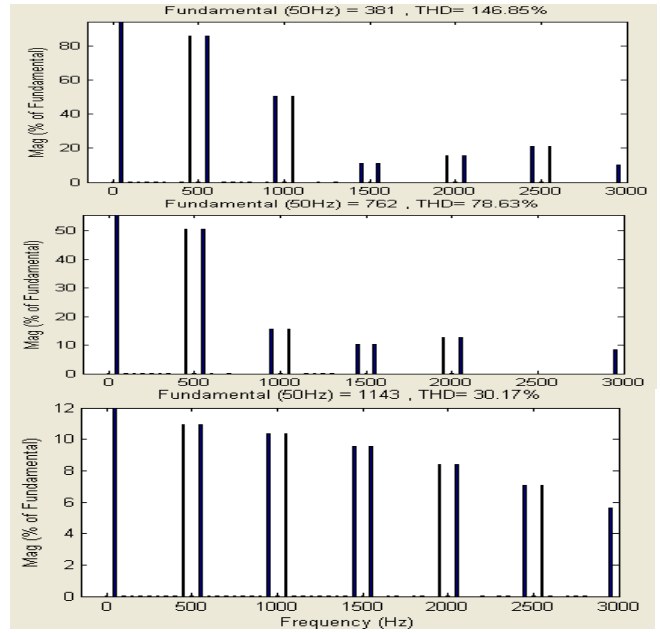 Fundamental (50Hz) = 381 , THD= 146.85%
Mag (% of Fundamental)
80
60
40
20
0
0 500 1000 1500 2000 2500 3000
Fundamental (50Hz) = 762 , THD= 78.63%
Mag (% of Fundamental)
50
40
30
20
10
0
0 500 1000 1500 2000 2500 3000
Fundamental (50Hz) = 1143 , THD= 30.17%
Mag (% of Fundamental)
12
10
8
6
4
2
0
0 500 1000 1500 2000 2500 3000
Frequency (Hz)